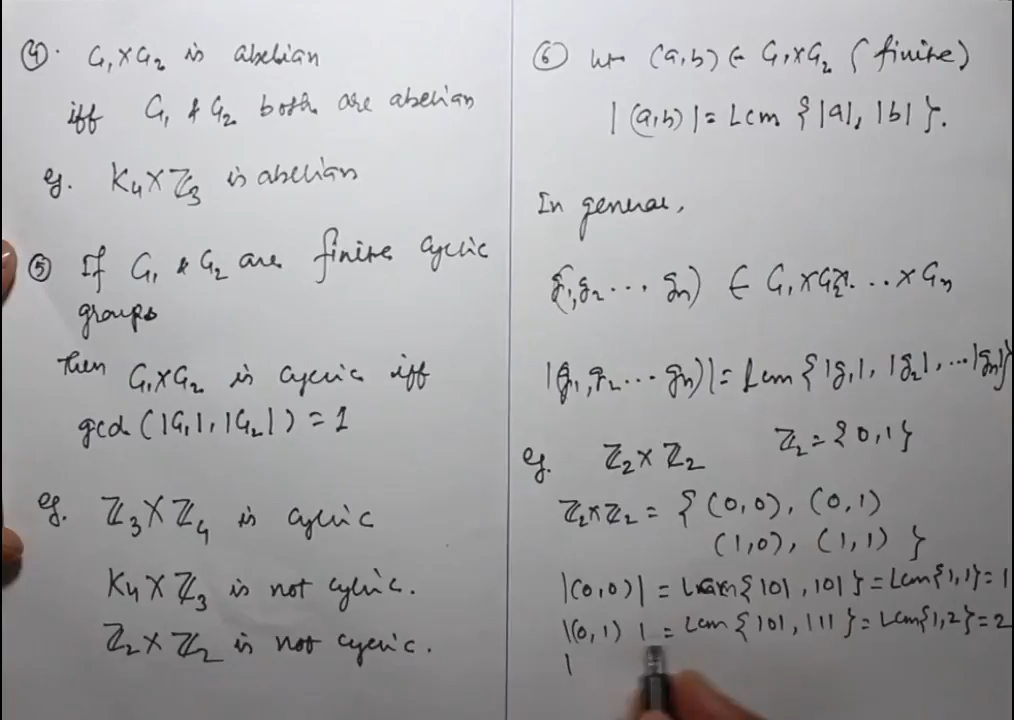 ④. G₁×G₂ is abelian
iff G₁ & G₂ both are abelian
eg. K₄×ℤ₃ is abelian
⑤ If G₁ & G₂ are finite cyclic
groups
then G₁×G₂ is cyclic iff
gcd (|G₁|, |G₂|) = 1
eg. ℤ₃×ℤ₄ is cyclic
K₄×ℤ₃ is not cyclic.
ℤ₂×ℤ₂ is not cyclic.
⑥ let (a,b) ∈ G₁×G₂ (finite)
|(a,b)| = Lcm {|a|, |b|}.
In general,
(g₁,g₂... gₙ) ∈ G₁×G₂×...×Gₙ
|(g₁,g₂... gₙ)| = Lcm {|g₁|, |g₂|, ...|gₙ|}
eg. ℤ₂×ℤ₂ ℤ₂ = {0,1}
ℤ₂×ℤ₂ = {(0,0), (0,1)
(1,0), (1,1)}
|(0,0)| = Lcm{|0|, |0|} = Lcm{1,1} = 1
|(0,1)| = Lcm {|0|, |1|} = Lcm{1,2} = 2
|